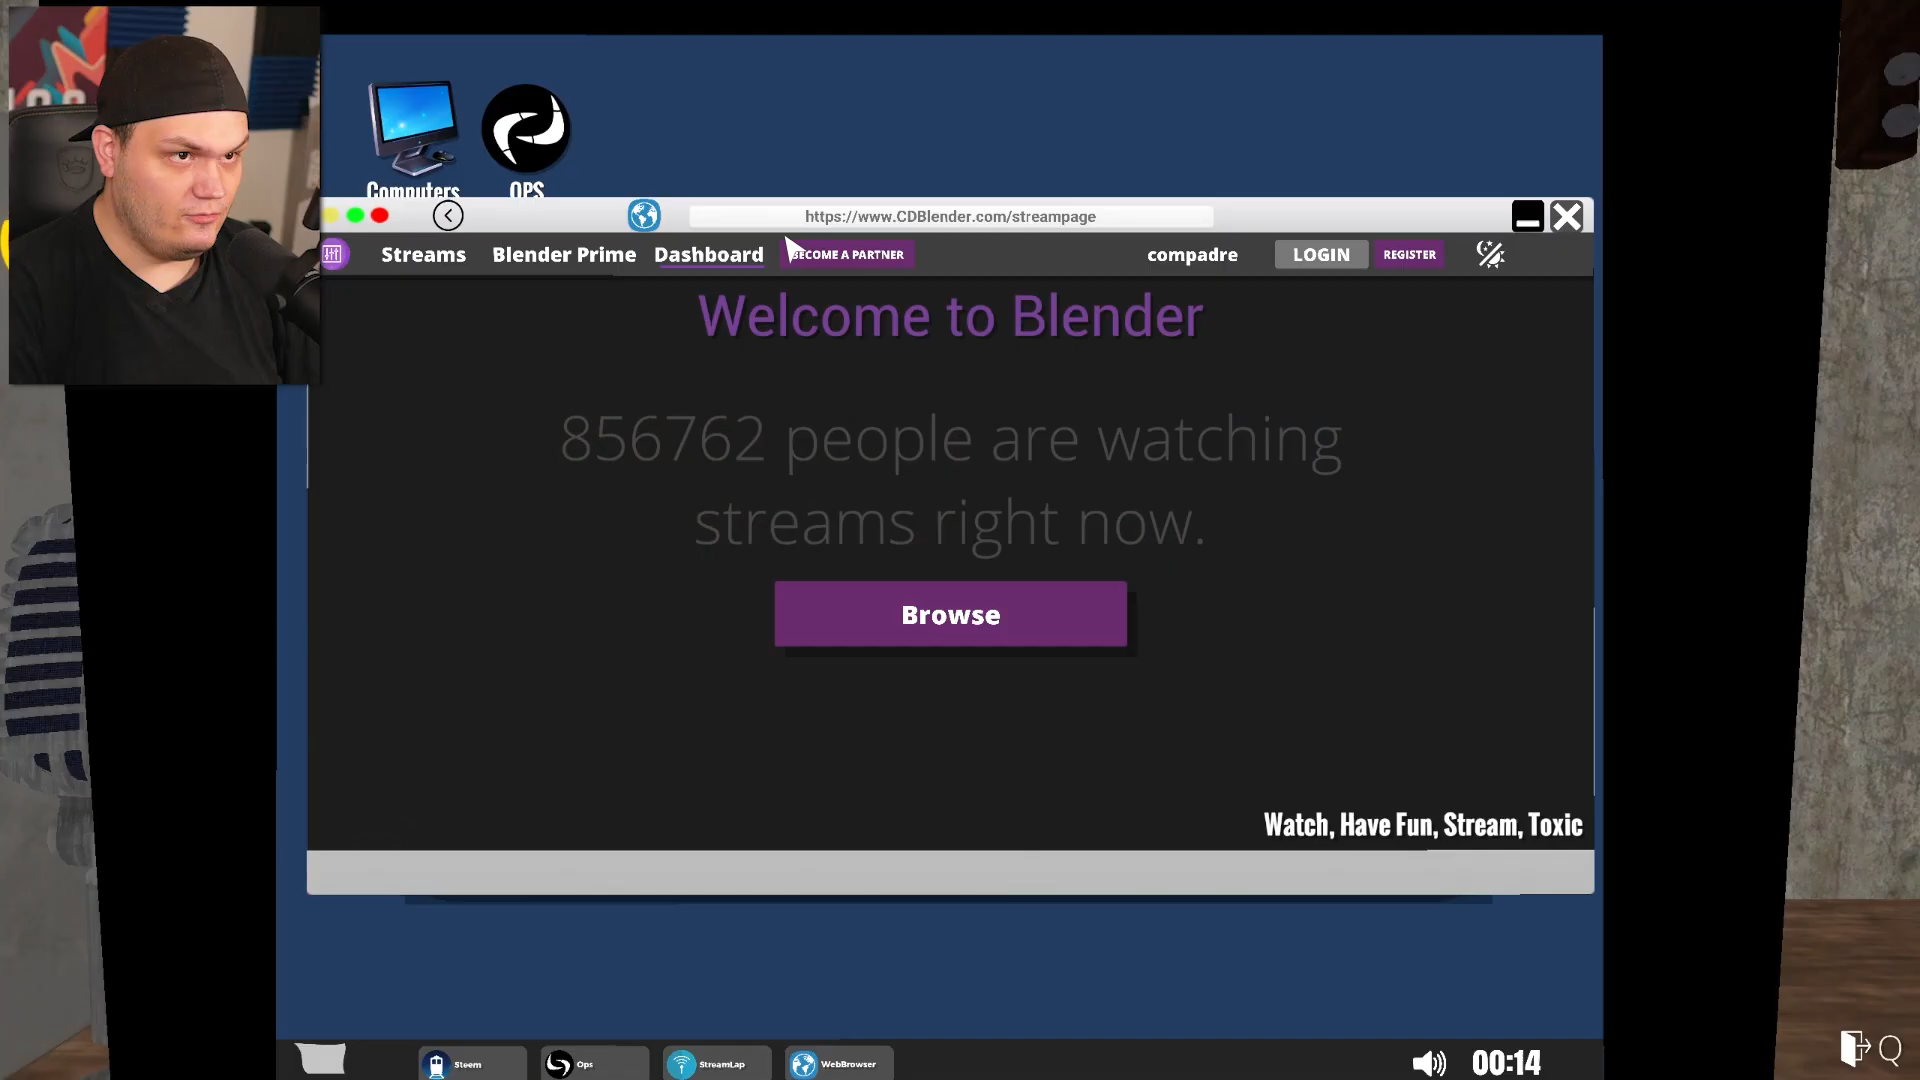 Computers
OPS
https://www.CDBlender.com/streampage
Streams
Blender Prime
Dashboard
BECOME A PARTNER
compadre
LOGIN
REGISTER
Welcome to Blender
856762 people are watching
streams right now.
Browse
Watch, Have Fun, Stream, Toxic
Steem
Ops
StreamLap
WebBrowser
00:14
Q